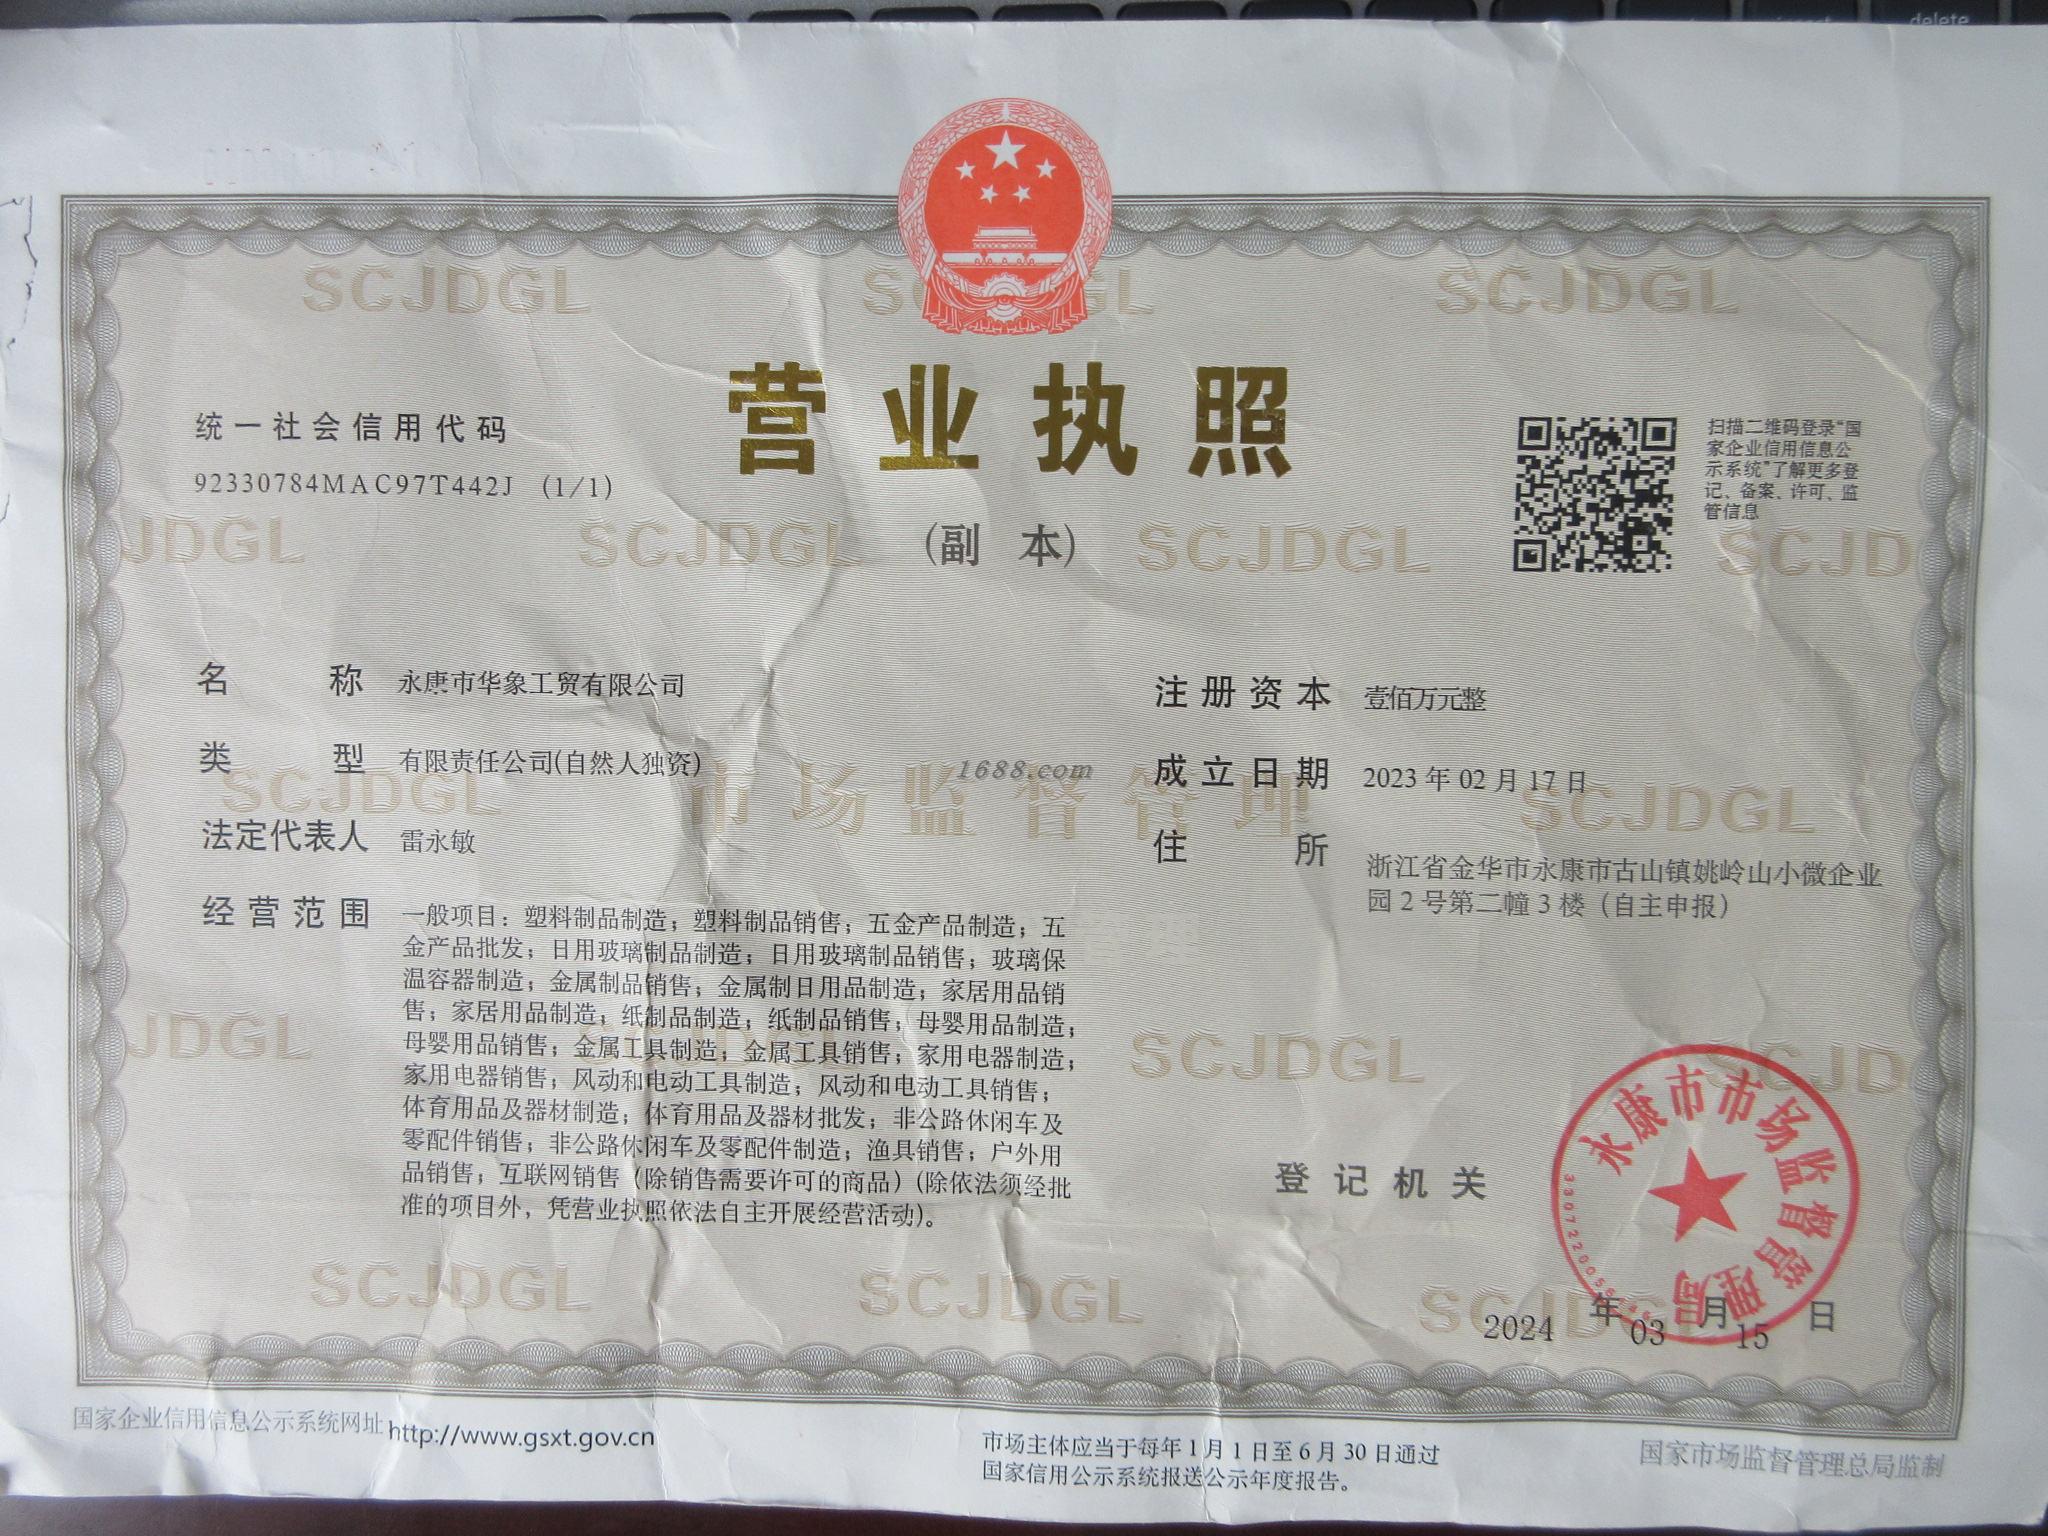 delete
营业执照
(副 本)
统一社会信用代码
92330784MAC97T442J (1/1)
扫描二维码登录“国
家企业信用信息公
示系统”了解更多登
记、备案、许可、监
管信息
名 称 永康市华象工贸有限公司
类 型 有限责任公司(自然人独资)
法定代表人 雷永敏
经营范围 一般项目：塑料制品制造；塑料制品销售；五金产品制造；五
金产品批发；日用玻璃制品制造；日用玻璃制品销售；玻璃保
温容器制造；金属制品销售；金属制日用品制造；家居用品销
售；家居用品制造；纸制品制造；纸制品销售；母婴用品制造；
母婴用品销售；金属工具制造；金属工具销售；家用电器制造；
家用电器销售；风动和电动工具制造；风动和电动工具销售；
体育用品及器材制造；体育用品及器材批发；非公路休闲车及
零配件销售；非公路休闲车及零配件制造；渔具销售；户外用
品销售；互联网销售（除销售需要许可的商品）(除依法须经批
准的项目外，凭营业执照依法自主开展经营活动)。
注册资本 壹佰万元整
成立日期 2023年02月17日
住 所 浙江省金华市永康市古山镇姚岭山小微企业
园2号第二幢3楼（自主申报）
1688.com
市场监督管理
SCJDGL
登记机关
永康市市场监督管理局
2024年03月15日
国家企业信用信息公示系统网址 http://www.gsxt.gov.cn
市场主体应当于每年1月1日至6月30日通过
国家信用公示系统报送公示年度报告。
国家市场监督管理总局监制